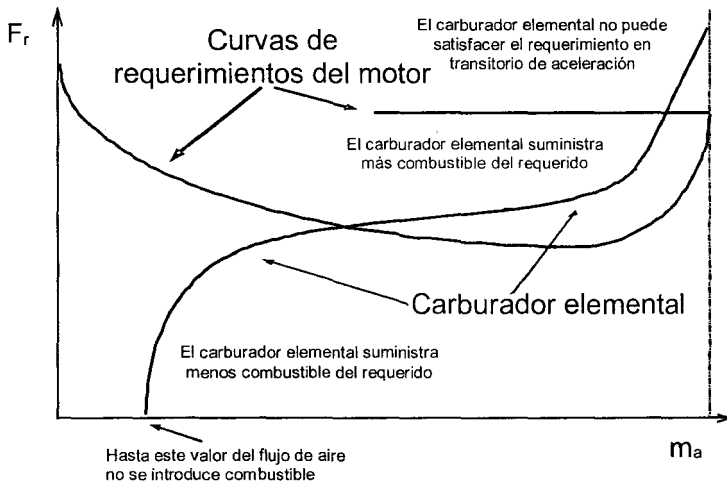 F_r
El carburador elemental no puede
satisfacer el requerimiento en
transitorio de aceleración
Curvas de
requerimientos del motor
El carburador elemental suministra
más combustible del requerido
Carburador elemental
El carburador elemental suministra
menos combustible del requerido
m_a
Hasta este valor del flujo de aire
no se introduce combustible